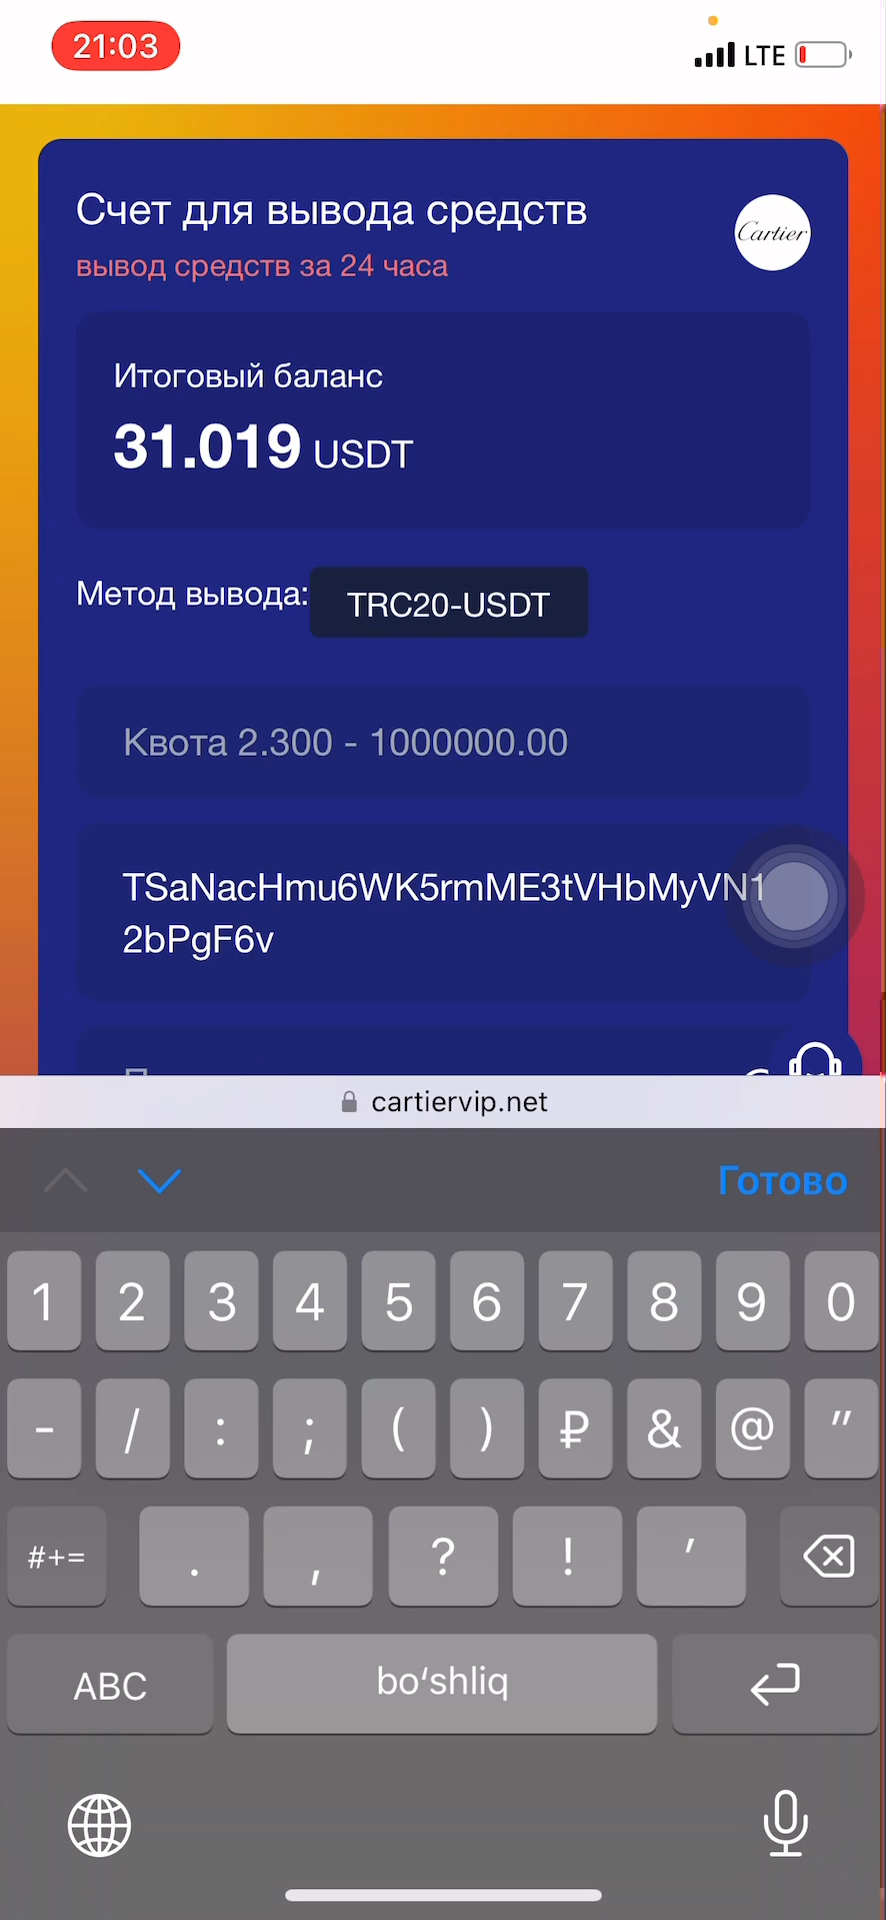 21:03
LTE
Счет для вывода средств
Cartier
вывод средств за 24 часа
Итоговый баланс
31.019 USDT
Метод вывода: TRC20-USDT
Квота 2.300 - 1000000.00
TSaNacHmu6WK5rmME3tVHbMyVN1
2bPgF6v
cartiervip.net
Готово
1 2 3 4 5 6 7 8 9 0
- / : ; ( ) ₽ & @ "
#+= . , ? ! '
ABC boʻshliq